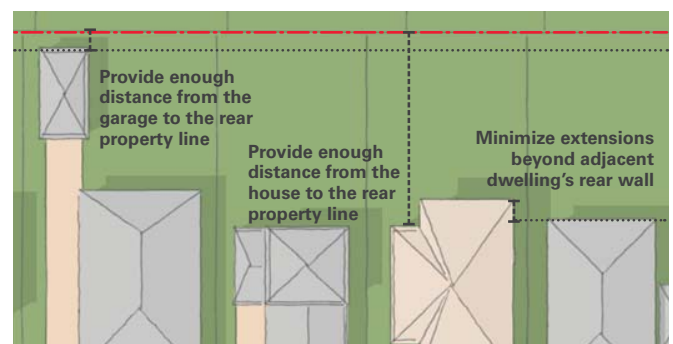 Provide enough
distance from the
garage to the rear
property line
Provide enough
distance from the
house to the rear
property line
Minimize extensions
beyond adjacent
dwelling's rear wall